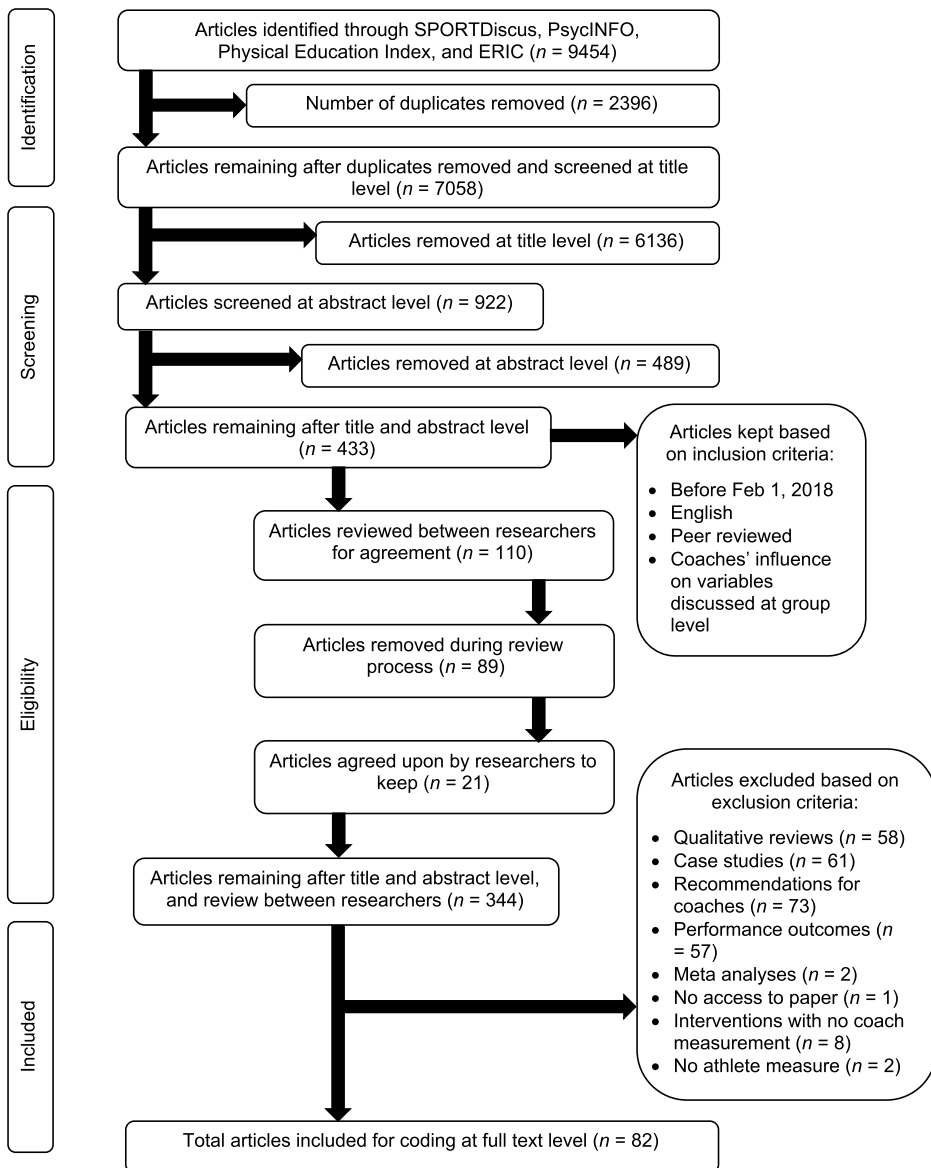 Identification
Articles identified through SPORTDiscus, PsycINFO,
Physical Education Index, and ERIC (n = 9454)
Number of duplicates removed (n = 2396)
Articles remaining after duplicates removed and screened at title
level (n = 7058)
Screening
Articles removed at title level (n = 6136)
Articles screened at abstract level (n = 922)
Articles removed at abstract level (n = 489)
Articles remaining after title and abstract level
(n = 433)
Articles kept based
on inclusion criteria:
• Before Feb 1, 2018
• English
• Peer reviewed
• Coaches’ influence
on variables
discussed at group
level
Eligibility
Articles reviewed between researchers
for agreement (n = 110)
Articles removed during review
process (n = 89)
Articles agreed upon by researchers to
keep (n = 21)
Articles remaining after title and abstract level,
and review between researchers (n = 344)
Articles excluded based on
exclusion criteria:
• Qualitative reviews (n = 58)
• Case studies (n = 61)
• Recommendations for
coaches (n = 73)
• Performance outcomes (n
= 57)
• Meta analyses (n = 2)
• No access to paper (n = 1)
• Interventions with no coach
measurement (n = 8)
• No athlete measure (n = 2)
Included
Total articles included for coding at full text level (n = 82)